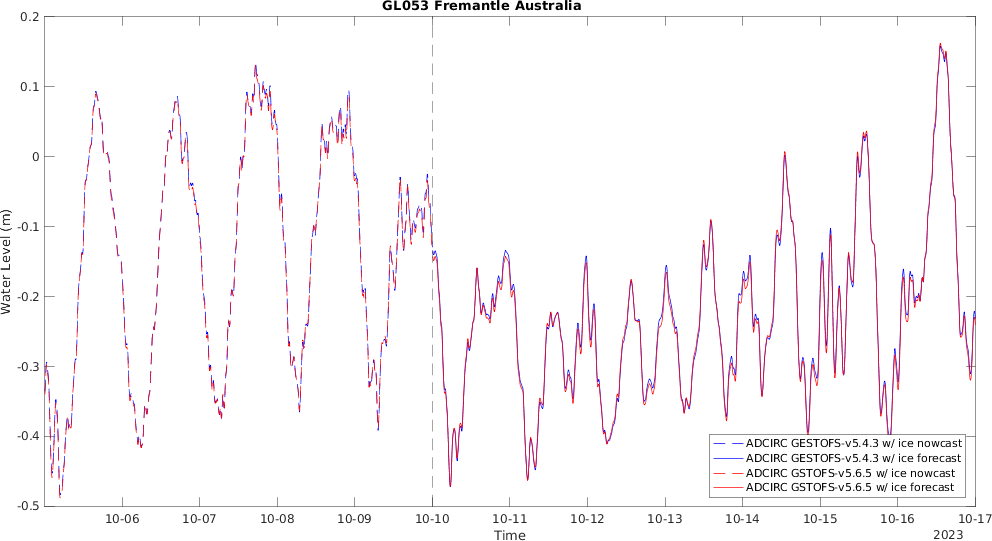 GL053 Fremantle Australia
0.2
0.1
0
-0.1
-0.2
-0.3
-0.4
-0.5
Water Level (m)
ADCIRC GESTOFS-v5.4.3 w/ ice nowcast
ADCIRC GESTOFS-v5.4.3 w/ ice forecast
ADCIRC GSTOFS-v5.6.5 w/ ice nowcast
ADCIRC GSTOFS-v5.6.5 w/ ice forecast
10-06 10-07 10-08 10-09 10-10 10-11 10-12 10-13 10-14 10-15 10-16 10-17
Time
2023